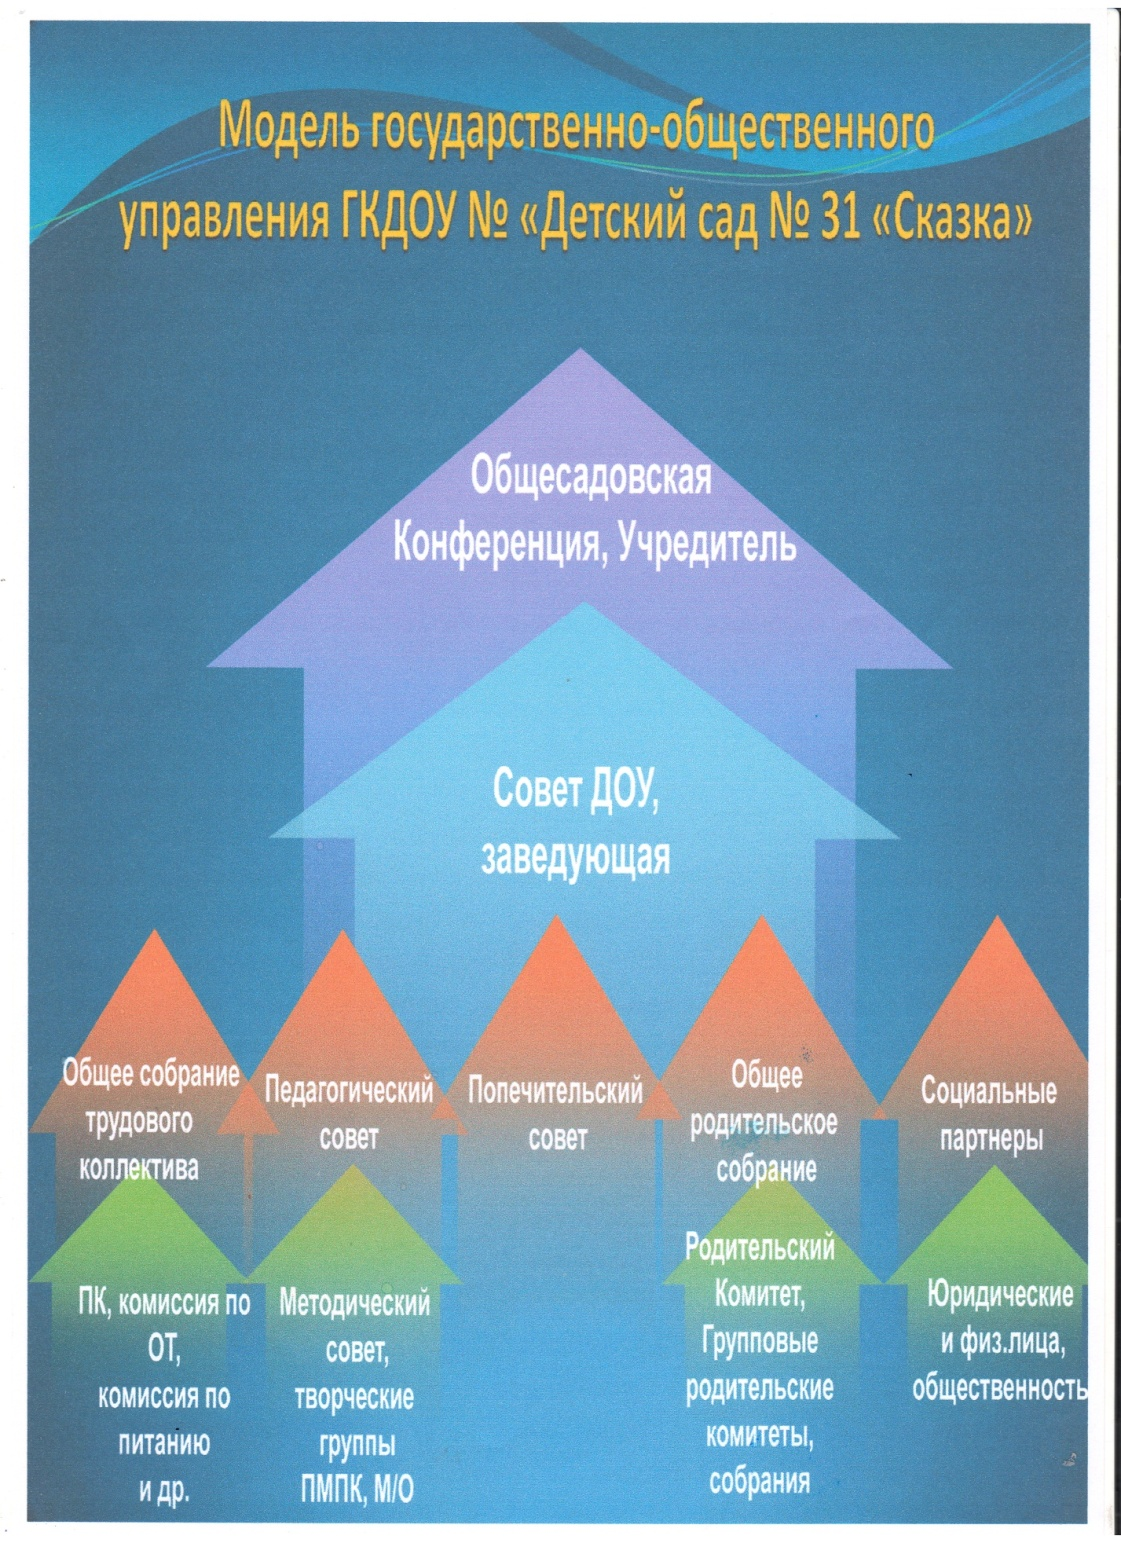 Модель государственно-общественного
управления ГКДОУ № «Детский сад № 31 «Сказка»
Общесадовская
Конференция, Учредитель
Совет ДОУ,
заведующая
Общее собрание
трудового
коллектива
Педагогический
совет
Попечительский
совет
Общее
родительское
собрание
Социальные
партнеры
ПК, комиссия по
ОТ,
комиссия по
питанию
и др.
Методический
совет,
творческие
группы
ПМПК, М/О
Родительский
Комитет,
Групповые
родительские
комитеты,
собрания
Юридические
и физ.лица,
общественность